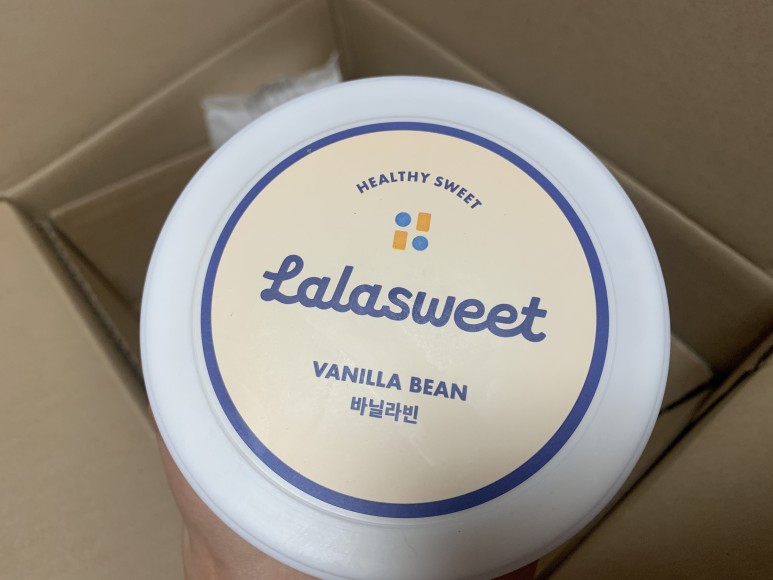 HEALTHY SWEET
Lalasweet
VANILLA BEAN
바닐라빈